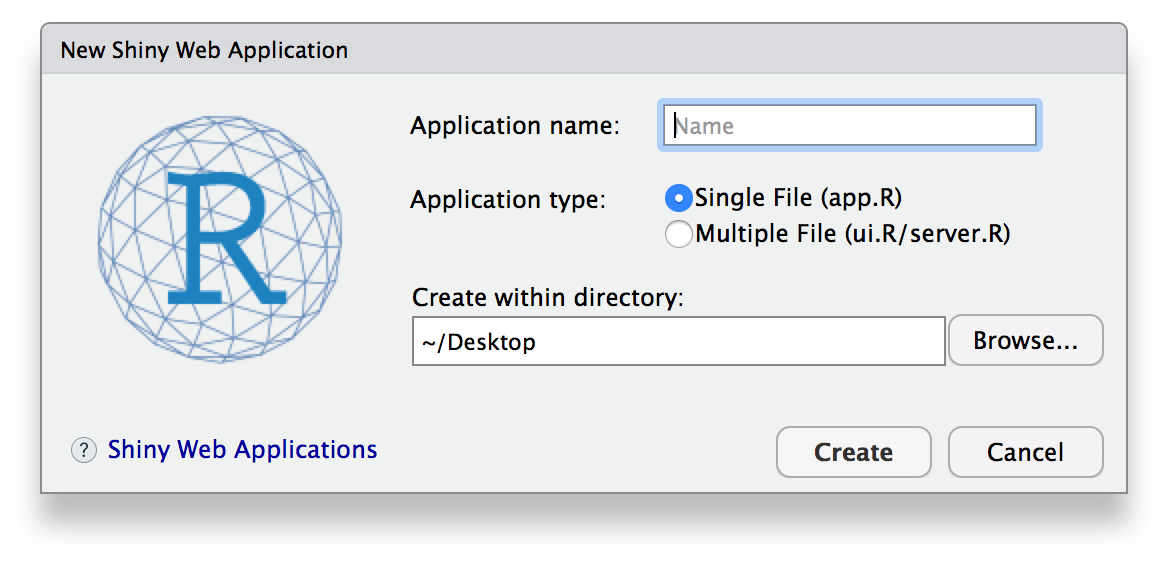 New Shiny Web Application
R
Application name: Name
Application type: Single File (app.R)
Multiple File (ui.R/server.R)
Create within directory:
~/Desktop Browse...
? Shiny Web Applications Create Cancel